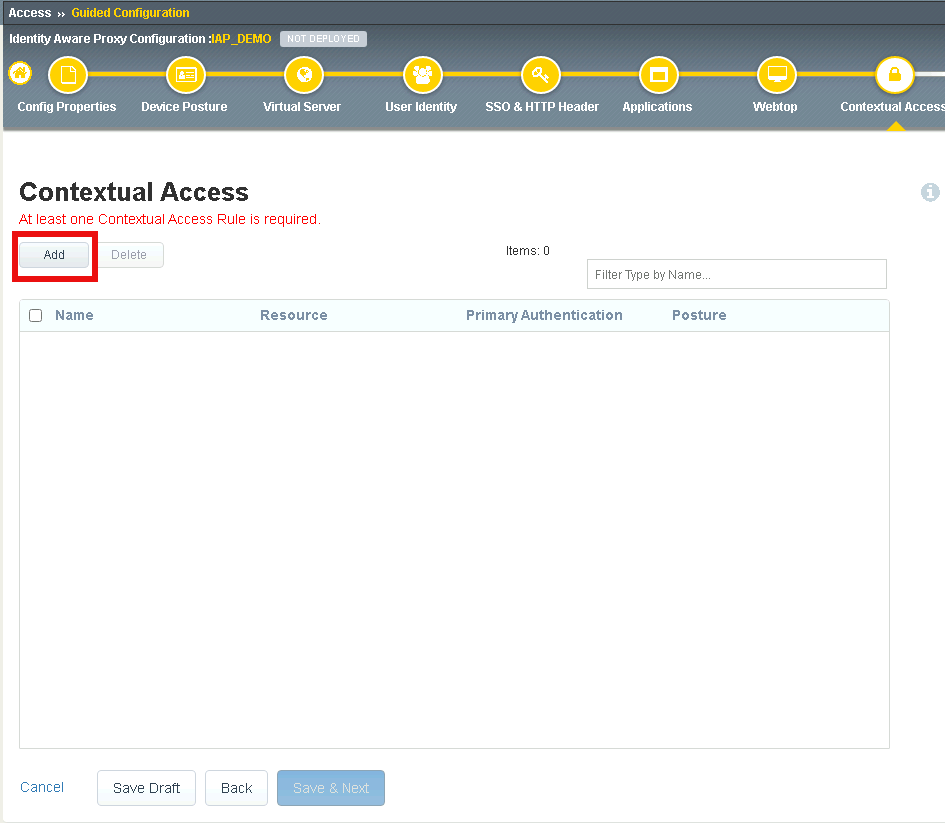 Access ›› Guided Configuration
Identity Aware Proxy Configuration :IAP_DEMO NOT DEPLOYED
Config Properties Device Posture Virtual Server User Identity SSO & HTTP Header Applications Webtop Contextual Access
Contextual Access
At least one Contextual Access Rule is required.
Add Delete Items: 0
Filter Type by Name...
Name Resource Primary Authentication Posture
Cancel Save Draft Back Save & Next